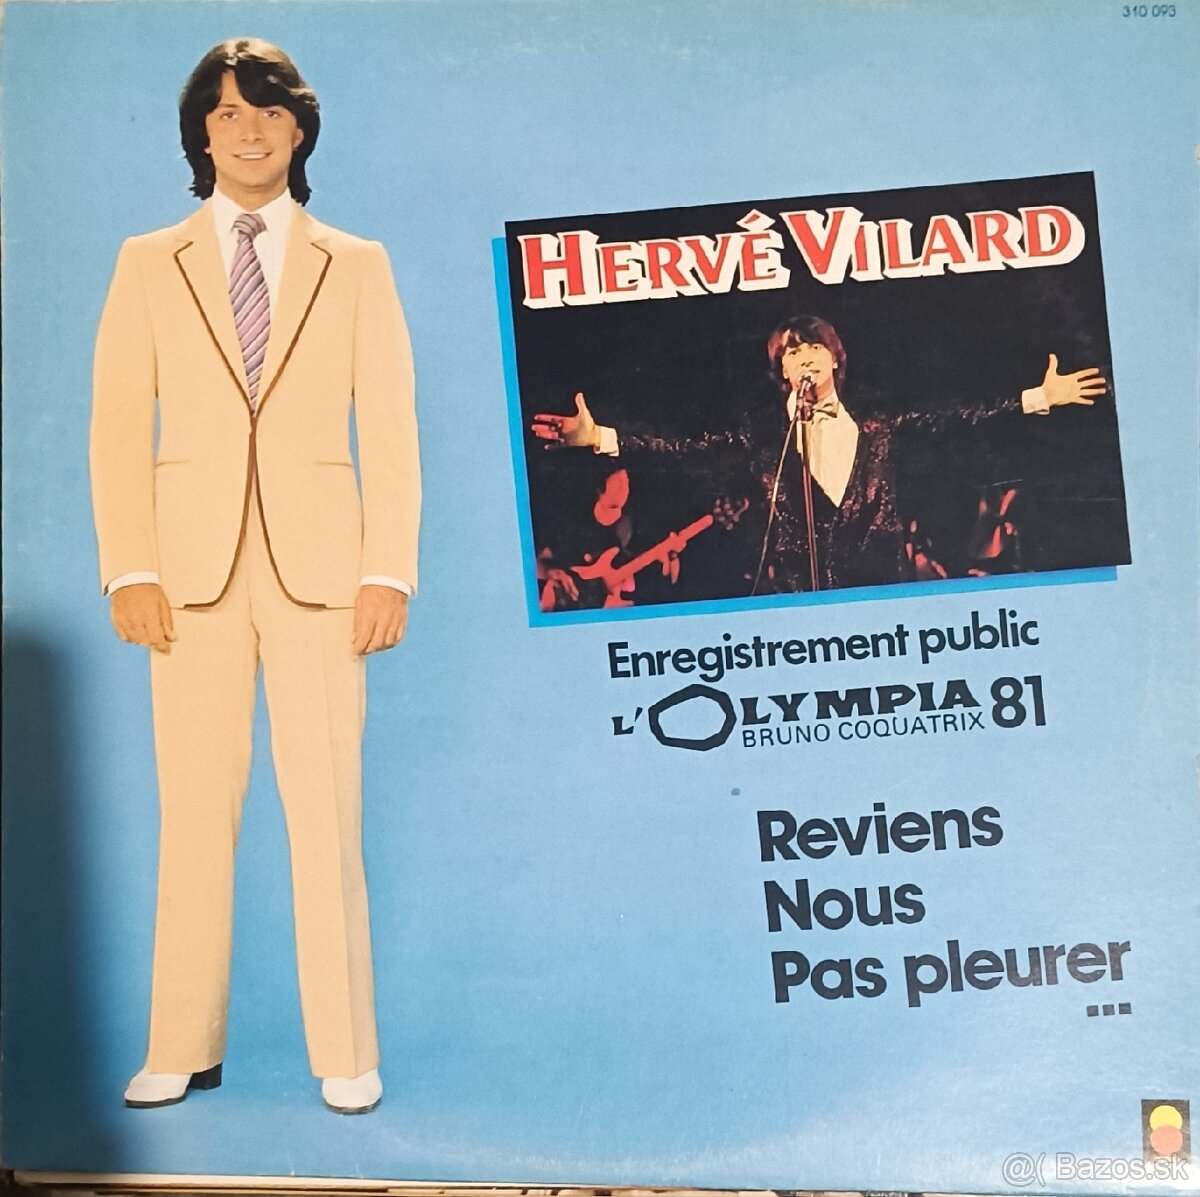 310 093
HERVÉ VILARD
Enregistrement public
L'OLYMPIA 81
BRUNO COQUATRIX
Reviens
Nous
Pas pleurer
...
@( Bazos.sk